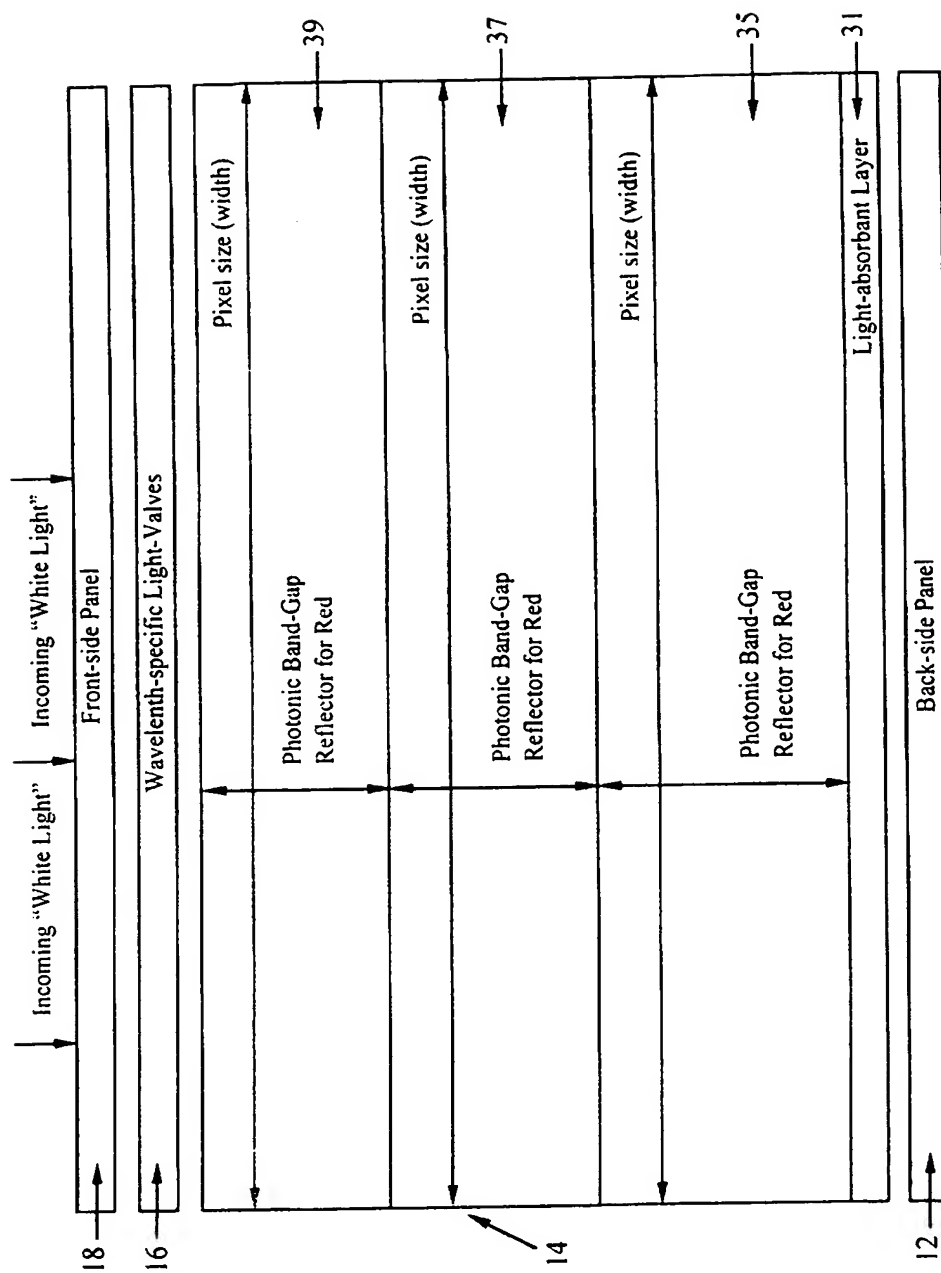 Incoming “White Light”
Incoming “White Light”
18
Front-side Panel
16
Wavelenth-specific Light-Valves
Pixel size (width)
39
Photonic Band-Gap
Reflector for Red
Pixel size (width)
37
Photonic Band-Gap
Reflector for Red
14
Pixel size (width)
35
Photonic Band-Gap
Reflector for Red
Light-absorbant Layer
31
12
Back-side Panel